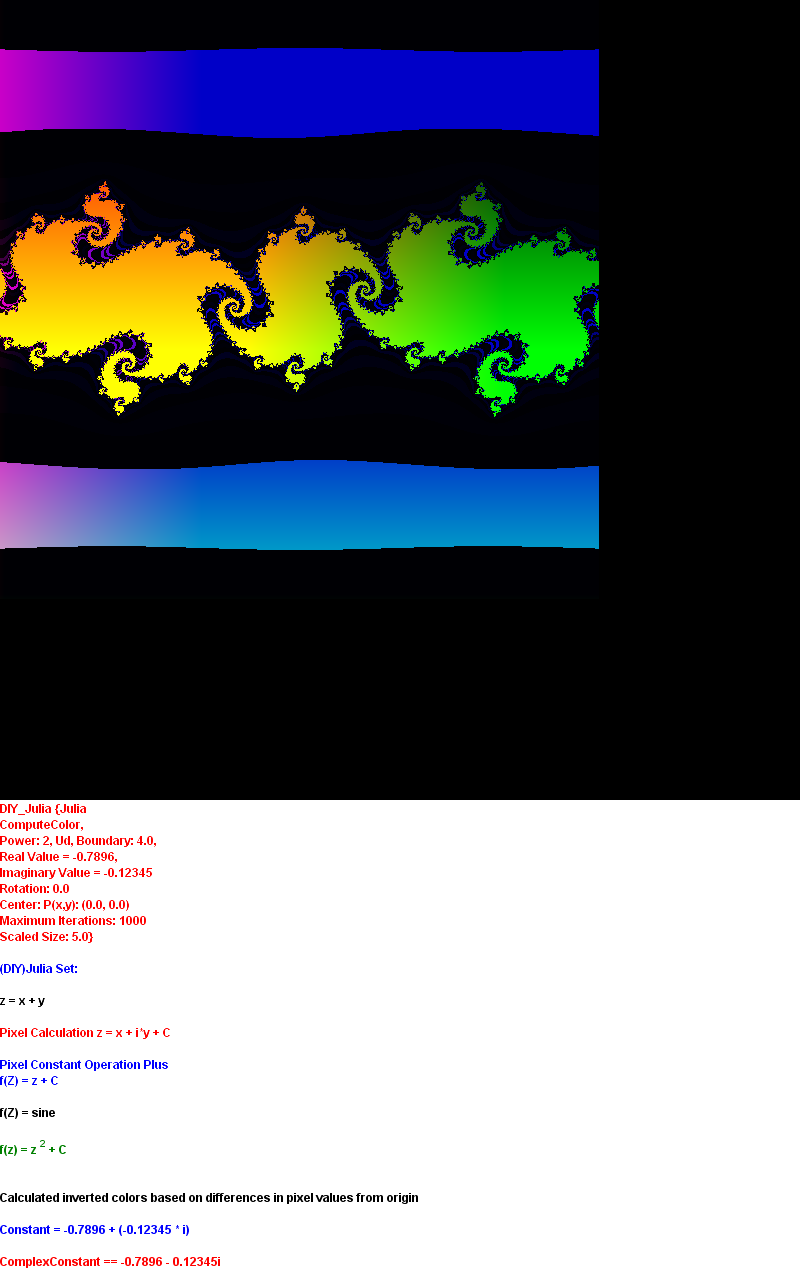 DIY_Julia {Julia
ComputeColor,
Power: 2, Ud, Boundary: 4.0,
Real Value = -0.7896,
Imaginary Value = -0.12345
Rotation: 0.0
Center: P(x,y): (0.0, 0.0)
Maximum Iterations: 1000
Scaled Size: 5.0}
(DIY)Julia Set:
z = x + y
Pixel Calculation z = x + i*y + C
Pixel Constant Operation Plus
f(Z) = z + C
f(Z) = sine
f(z) = z ² + C
Calculated inverted colors based on differences in pixel values from origin
Constant = -0.7896 + (-0.12345 * i)
ComplexConstant == -0.7896 - 0.12345i